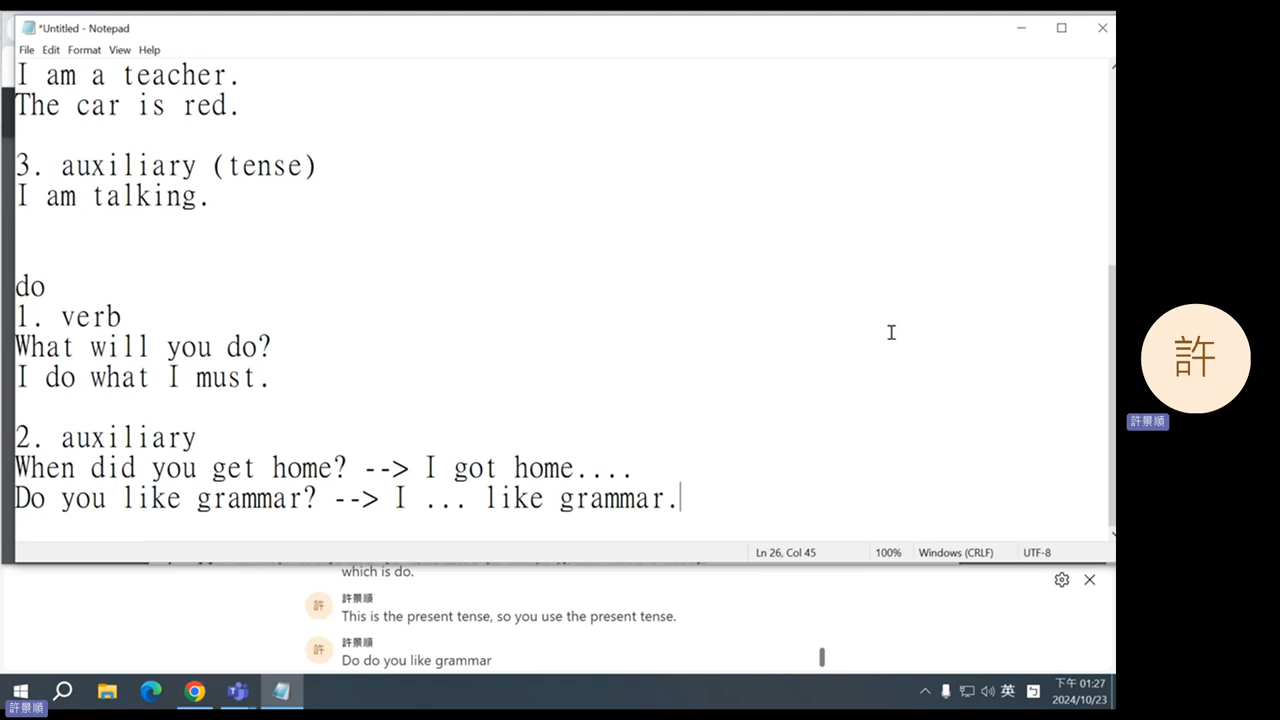 *Untitled - Notepad
File Edit Format View Help
I am a teacher.
The car is red.
3. auxiliary (tense)
I am talking.
do
1. verb
What will you do?
I do what I must.
2. auxiliary
When did you get home? --> I got home....
Do you like grammar? --> I ... like grammar.
Ln 26, Col 45 100% Windows (CRLF) UTF-8
which is do.
許 許景順
This is the present tense, so you use the present tense.
許 許景順
Do do you like grammar
許
許景順
英 ㄅ 下午 01:27
2024/10/23
許景順